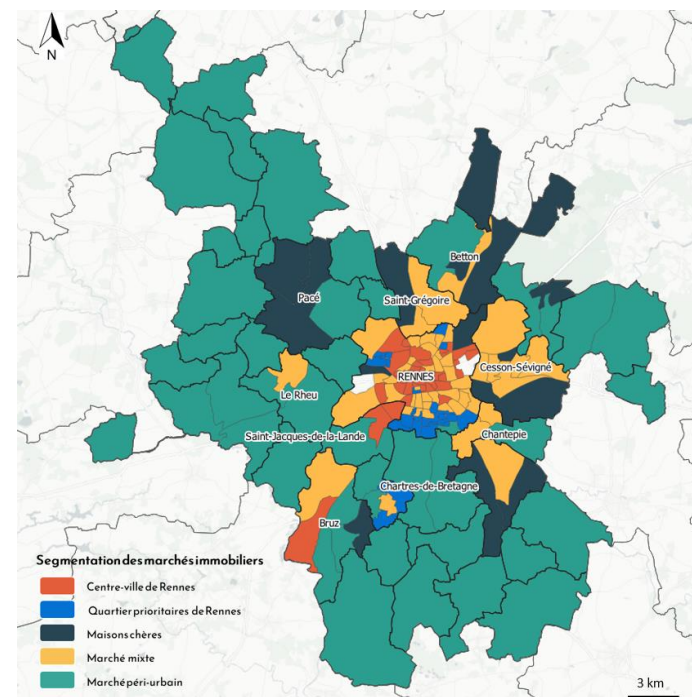 N
Betton
Pacé
Saint-Grégoire
RENNES
Cesson-Sévigné
Le Rheu
Saint-Jacques-de-la-Lande
Chantepie
Chartres-de-Bretagne
Bruz
Segmentation des marchés immobiliers
Centre-ville de Rennes
Quartier prioritaires de Rennes
Maisons chères
Marché mixte
Marché péri-urbain
3 km